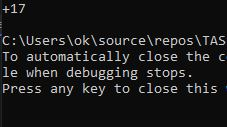 +17
C:\Users\ok\source\repos\TAS
To automatically close the c
le when debugging stops.
Press any key to close this